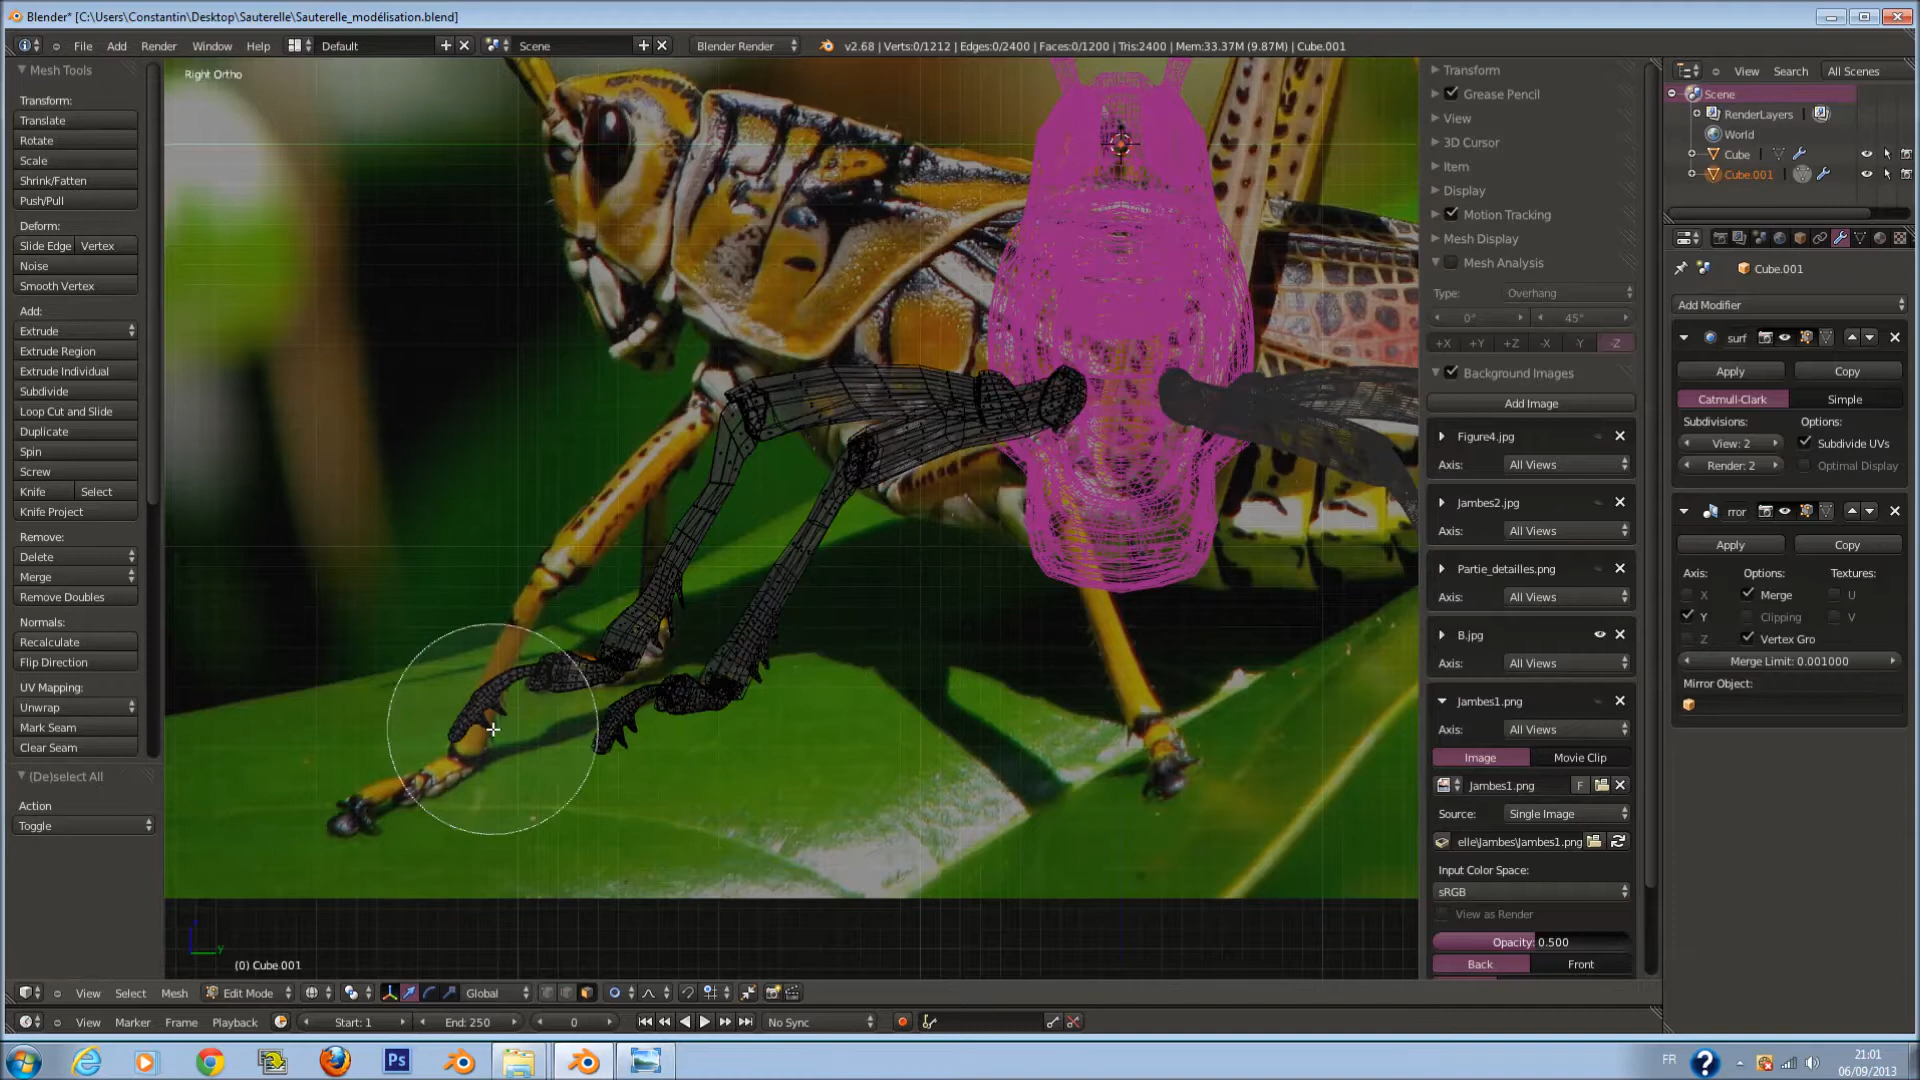 Blender* [C:\Users\Constantin\Desktop\Sauterelle\Sauterelle_modélisation.blend]
File Add Render Window Help Default Scene Blender Render v2.68 | Verts:0/1212 | Edges:0/2400 | Faces:0/1200 | Tris:2400 | Mem:33.37M (9.87M) | Cube.001
Mesh Tools
Transform:
Translate
Rotate
Scale
Shrink/Fatten
Push/Pull
Deform:
Slide Edge Vertex
Noise
Smooth Vertex
Add:
Extrude
Extrude Region
Extrude Individual
Subdivide
Loop Cut and Slide
Duplicate
Spin
Screw
Knife Select
Knife Project
Remove:
Delete
Merge
Remove Doubles
Normals:
Recalculate
Flip Direction
UV Mapping:
Unwrap
Mark Seam
Clear Seam
(De)select All
Action
Toggle
Right Ortho
z
y
(0) Cube.001
Transform
Grease Pencil
View
3D Cursor
Item
Display
Motion Tracking
Mesh Display
Mesh Analysis
Type: Overhang
0° 45°
+X +Y +Z -X -Y -Z
Background Images
Add Image
Figure4.jpg
Axis: All Views
Jambes2.jpg
Axis: All Views
Partie_detailles.png
Axis: All Views
B.jpg
Axis: All Views
Jambes1.png
Axis: All Views
Image Movie Clip
Jambes1.png F
Source: Single Image
elle\Jambes\Jambes1.png
Input Color Space:
sRGB
View as Render
Opacity: 0.500
Back Front
View Search All Scenes
Scene
RenderLayers
World
Cube
Cube.001
Cube.001
Add Modifier
surf
Apply Copy
Catmull-Clark Simple
Subdivisions: Options:
View: 2 Subdivide UVs
Render: 2 Optimal Display
rror
Apply Copy
Axis: Options: Textures:
X Merge U
Y Clipping V
Z Vertex Gro
Merge Limit: 0.001000
Mirror Object:
View Select Mesh Edit Mode Global
View Marker Frame Playback Start: 1 End: 250 0 No Sync
Ps
FR
21:01
06/09/2013